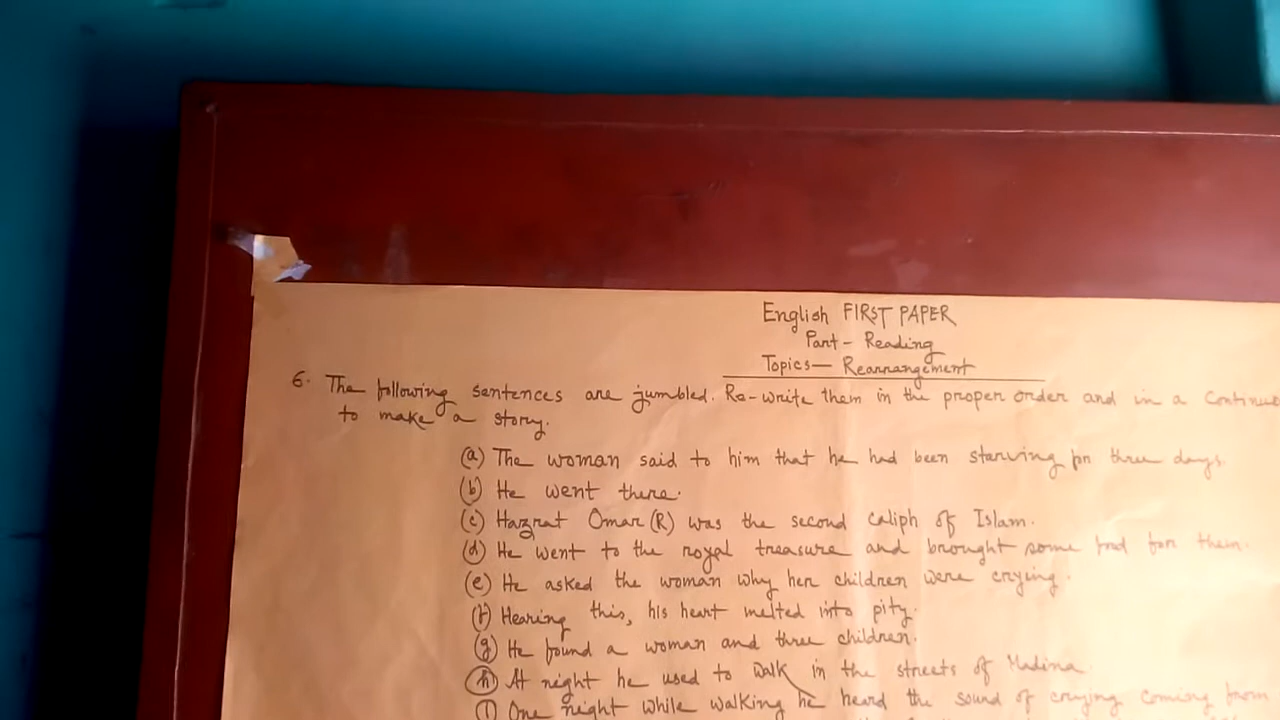 English FIRST PAPER
Part - Reading
Topics - Rearrangement
6. The following sentences are jumbled. Re-write them in the proper order and in a
to make a story.
(a) The woman said to him that he had been starving for three days.
(b) He went there.
(c) Hazrat Omar (R) was the second caliph of Islam.
(d) He went to the royal treasure and brought some food for them.
(e) He asked the woman why her children were crying.
(f) Hearing this, his heart melted into pity.
(g) He found a woman and three children.
(h) At night he used to walk in the streets of Madina.
(i) One night while walking he heard the sound of crying coming from